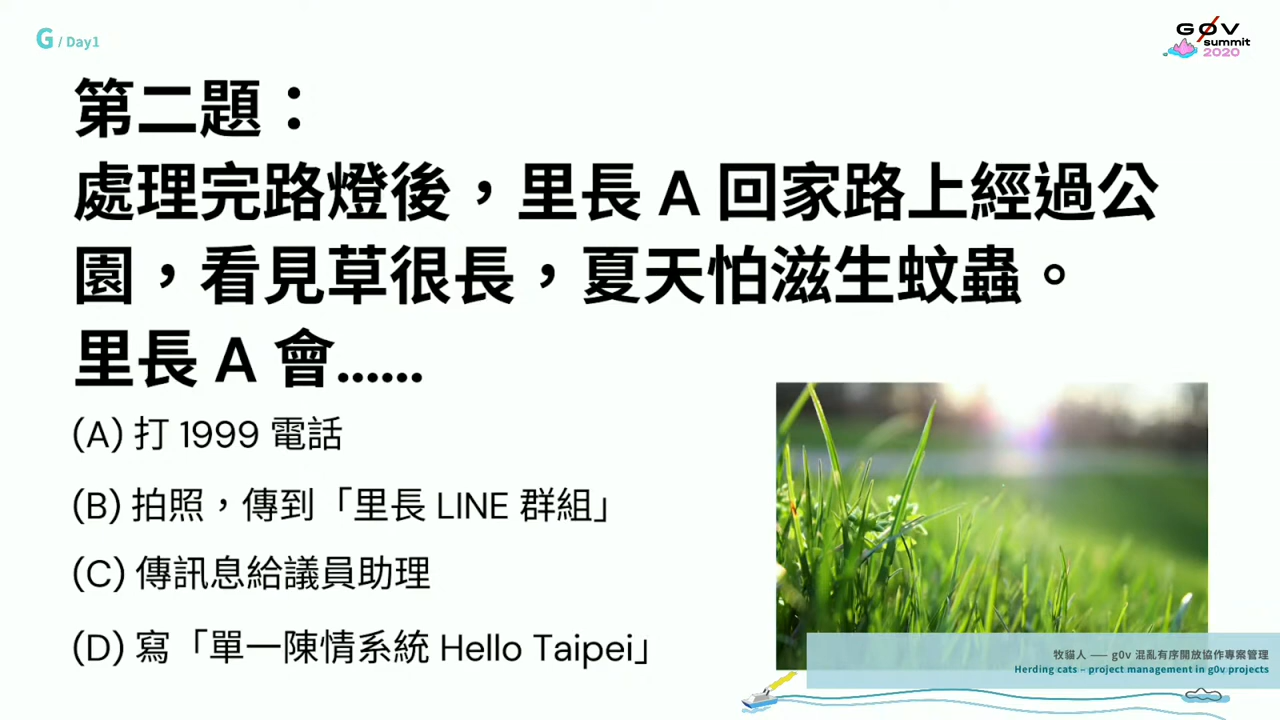 G / Day1
G0V
summit
2020
第二題：
處理完路燈後，里長 A 回家路上經過公
園，看見草很長，夏天怕滋生蚊蟲。
里長 A 會......
(A) 打 1999 電話
(B) 拍照，傳到「里長 LINE 群組」
(C) 傳訊息給議員助理
(D) 寫「單一陳情系統 Hello Taipei」
牧貓人 —— g0v 混亂有序開放協作專案管理
Herding cats – project management in g0v projects